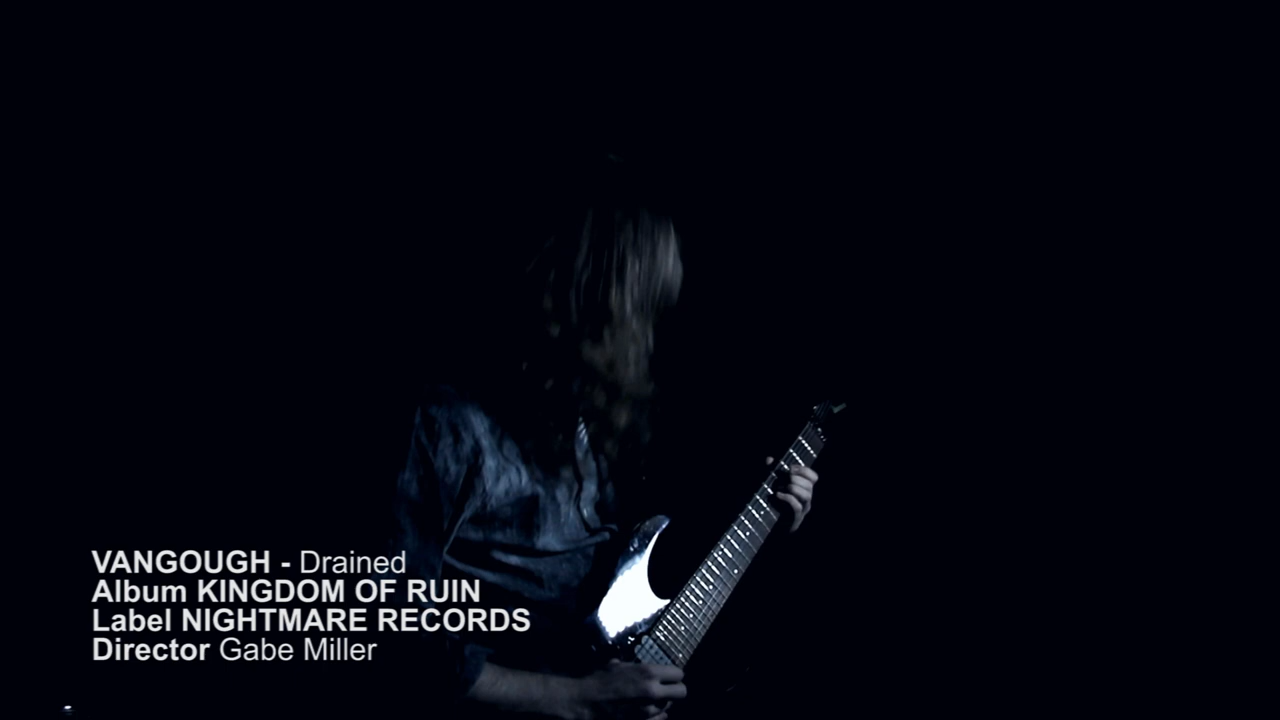 VANGOUGH - Drained
Album KINGDOM OF RUIN
Label NIGHTMARE RECORDS
Director Gabe Miller